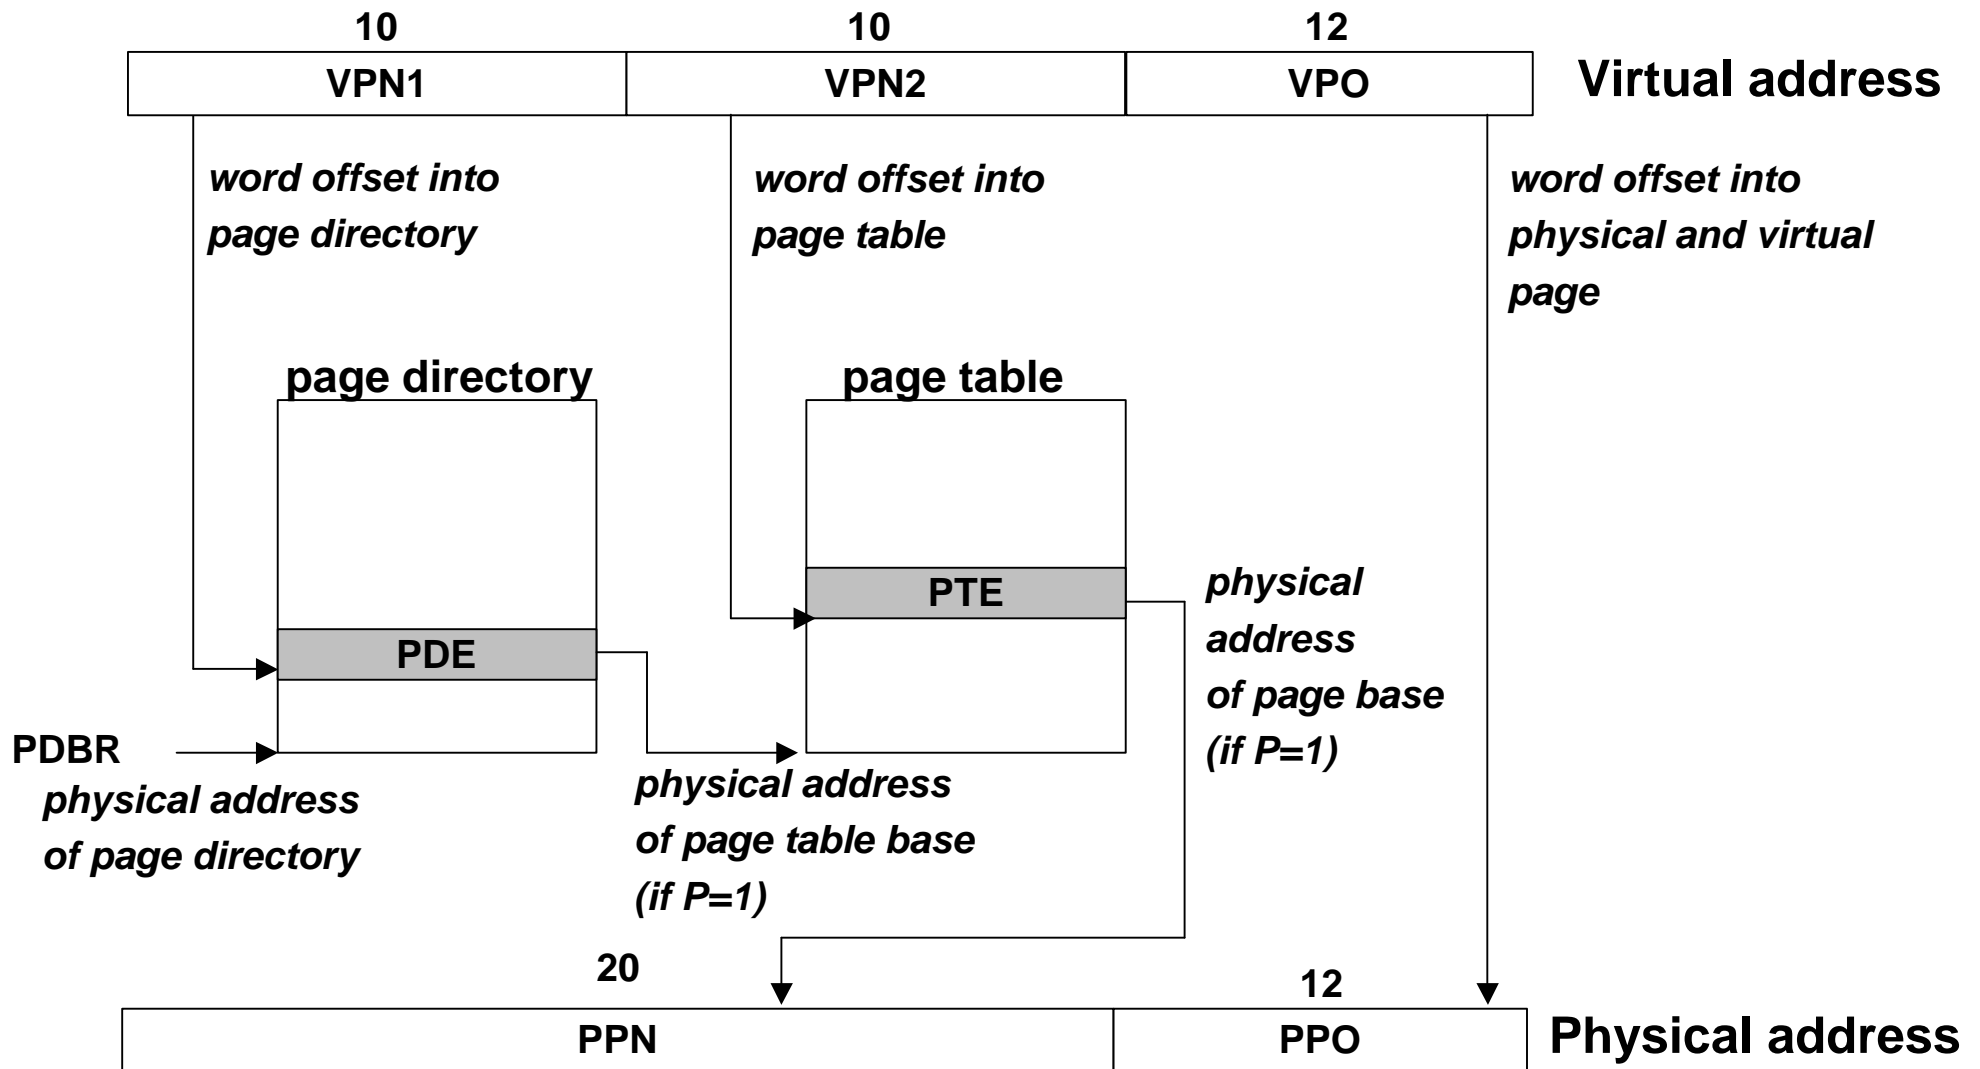 10
10
12
VPN1
VPN2
VPO
Virtual address
word offset into
page directory
word offset into
page table
word offset into
physical and virtual
page
page directory
page table
PDE
PTE
physical
address
of page base
(if P=1)
PDBR
physical address
of page directory
physical address
of page table base
(if P=1)
20
12
PPN
PPO
Physical address